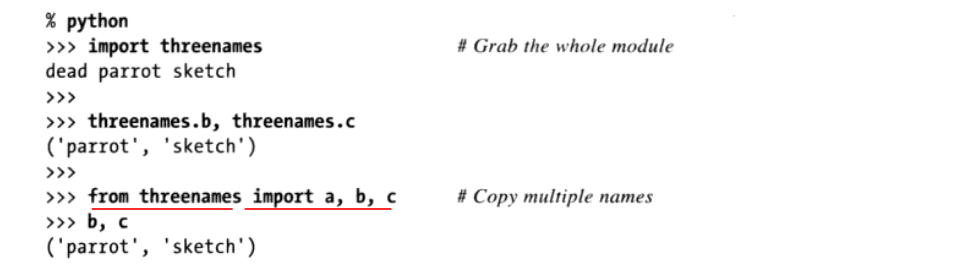 % python
>>> import threenames # Grab the whole module
dead parrot sketch
>>>
>>> threenames.b, threenames.c
('parrot', 'sketch')
>>>
>>> from threenames import a, b, c # Copy multiple names
>>> b, c
('parrot', 'sketch')